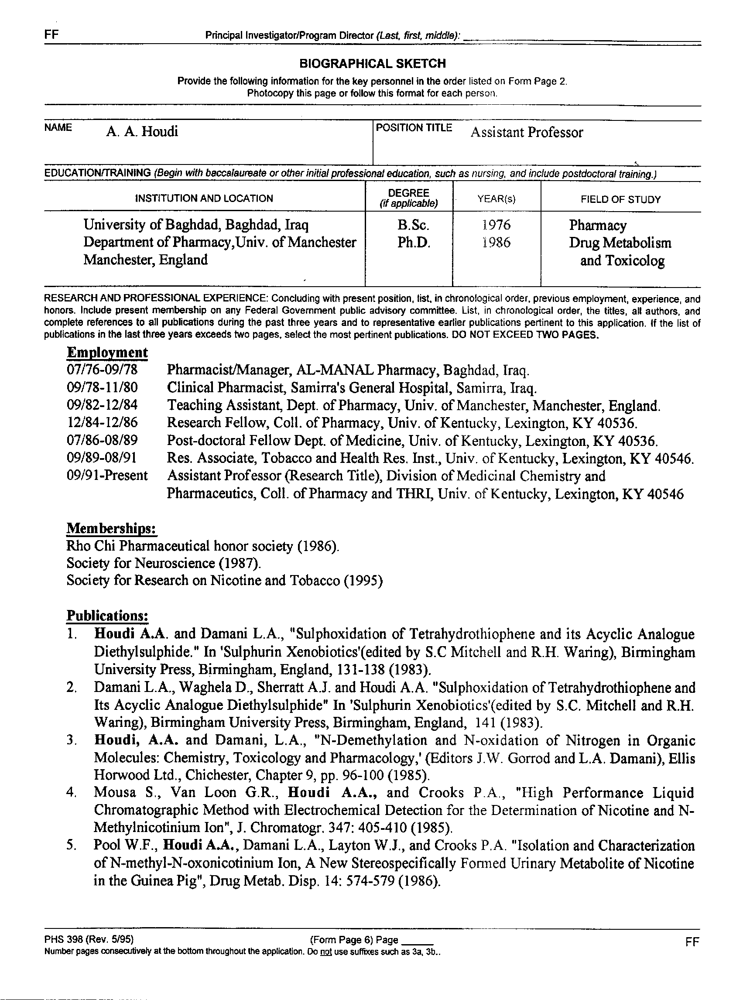 FF Principal Investigator/Program Director (Last, first, middle):
BIOGRAPHICAL SKETCH
Provide the following information for the key personnel in the order listed on Form Page 2.
Photocopy this page or follow this format for each person.
NAME A. A. Houdi POSITION TITLE Assistant Professor
EDUCATION/TRAINING (Begin with baccalaureate or other initial professional education, such as nursing, and include postdoctoral training.)
INSTITUTION AND LOCATION DEGREE (if applicable) YEAR(s) FIELD OF STUDY
University of Baghdad, Baghdad, Iraq B.Sc. 1976 Pharmacy
Department of Pharmacy,Univ. of Manchester Ph.D. 1986 Drug Metabolism
Manchester, England and Toxicolog
RESEARCH AND PROFESSIONAL EXPERIENCE: Concluding with present position, list, in chronological order, previous employment, experience, and
honors. Include present membership on any Federal Government public advisory committee. List, in chronological order, the titles, all authors, and
complete references to all publications during the past three years and to representative earlier publications pertinent to this application. If the list of
publications in the last three years exceeds two pages, select the most pertinent publications. DO NOT EXCEED TWO PAGES.
Employment
07/76-09/78 Pharmacist/Manager, AL-MANAL Pharmacy, Baghdad, Iraq.
09/78-11/80 Clinical Pharmacist, Samirra's General Hospital, Samirra, Iraq.
09/82-12/84 Teaching Assistant, Dept. of Pharmacy, Univ. of Manchester, Manchester, England.
12/84-12/86 Research Fellow, Coll. of Pharmacy, Univ. of Kentucky, Lexington, KY 40536.
07/86-08/89 Post-doctoral Fellow Dept. of Medicine, Univ. of Kentucky, Lexington, KY 40536.
09/89-08/91 Res. Associate, Tobacco and Health Res. Inst., Univ. of Kentucky, Lexington, KY 40546.
09/91-Present Assistant Professor (Research Title), Division of Medicinal Chemistry and
Pharmaceutics, Coll. of Pharmacy and THRI, Univ. of Kentucky, Lexington, KY 40546
Memberships:
Rho Chi Pharmaceutical honor society (1986).
Society for Neuroscience (1987).
Society for Research on Nicotine and Tobacco (1995)
Publications:
1. Houdi A.A. and Damani L.A., "Sulphoxidation of Tetrahydrothiophene and its Acyclic Analogue
Diethylsulphide." In 'Sulphurin Xenobiotics'(edited by S.C Mitchell and R.H. Waring), Birmingham
University Press, Birmingham, England, 131-138 (1983).
2. Damani L.A., Waghela D., Sherratt A.J. and Houdi A.A. "Sulphoxidation of Tetrahydrothiophene and
Its Acyclic Analogue Diethylsulphide" In 'Sulphurin Xenobiotics'(edited by S.C. Mitchell and R.H.
Waring), Birmingham University Press, Birmingham, England, 141 (1983).
3. Houdi, A.A. and Damani, L.A., "N-Demethylation and N-oxidation of Nitrogen in Organic
Molecules: Chemistry, Toxicology and Pharmacology,' (Editors J.W. Gorrod and L.A. Damani), Ellis
Horwood Ltd., Chichester, Chapter 9, pp. 96-100 (1985).
4. Mousa S., Van Loon G.R., Houdi A.A., and Crooks P.A., "High Performance Liquid
Chromatographic Method with Electrochemical Detection for the Determination of Nicotine and N-
Methylnicotinium Ion", J. Chromatogr. 347: 405-410 (1985).
5. Pool W.F., Houdi A.A., Damani L.A., Layton W.J., and Crooks P.A. "Isolation and Characterization
of N-methyl-N-oxonicotinium Ion, A New Stereospecifically Formed Urinary Metabolite of Nicotine
in the Guinea Pig", Drug Metab. Disp. 14: 574-579 (1986).
PHS 398 (Rev. 5/95) (Form Page 6) Page FF
Number pages consecutively at the bottom throughout the application. Do not use suffixes such as 3a, 3b..